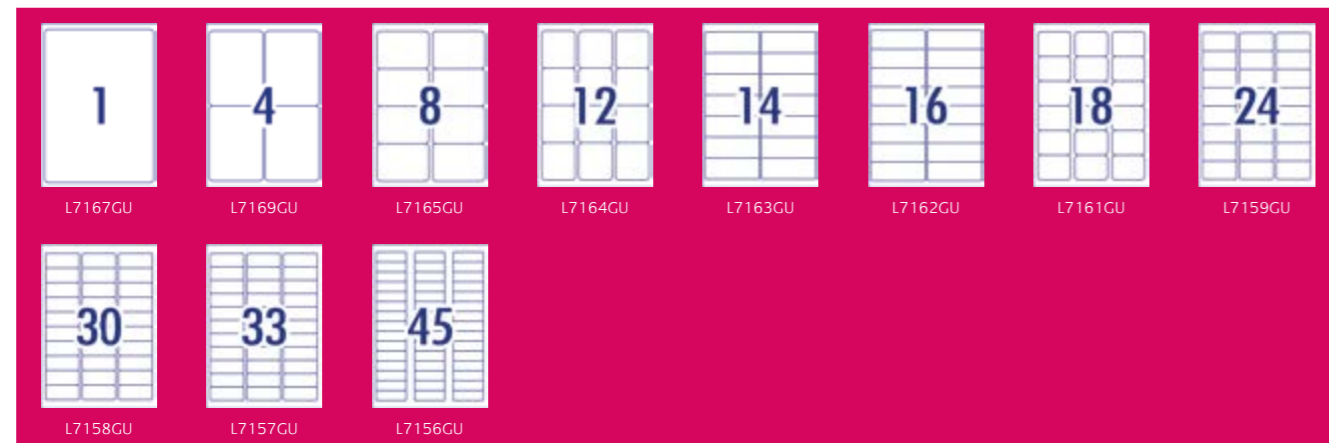 1 4 8 12 14 16 18 24
L7167GU L7169GU L7165GU L7164GU L7163GU L7162GU L7161GU L7159GU
30 33 45
L7158GU L7157GU L7156GU